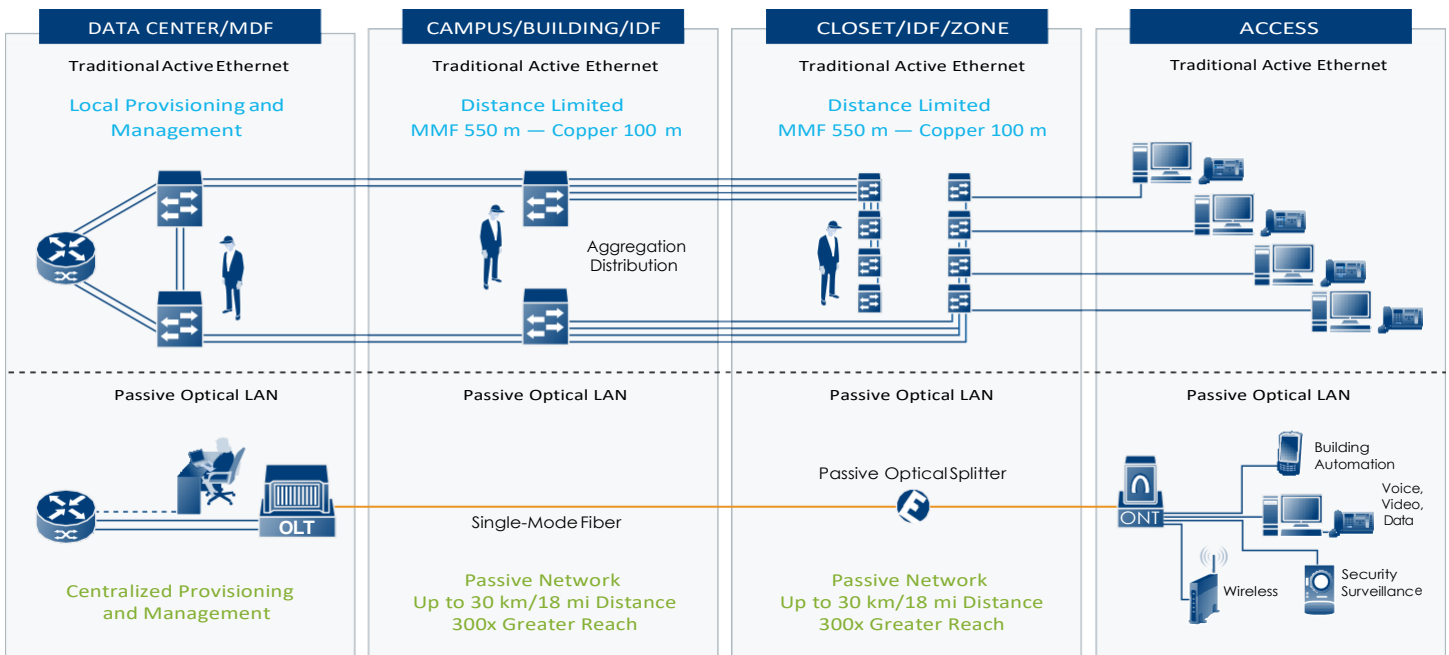 DATA CENTER/MDF
CAMPUS/BUILDING/IDF
CLOSET/IDF/ZONE
ACCESS
Traditional Active Ethernet
Local Provisioning and
Management
Traditional Active Ethernet
Distance Limited
MMF 550 m — Copper 100 m
Traditional Active Ethernet
Distance Limited
MMF 550 m — Copper 100 m
Traditional Active Ethernet
Aggregation
Distribution
Passive Optical LAN
Passive Optical LAN
Passive Optical LAN
Passive Optical LAN
OLT
Single-Mode Fiber
Passive Optical Splitter
ONT
Building
Automation
Voice,
Video,
Data
Wireless
Security
Surveillance
Centralized Provisioning
and Management
Passive Network
Up to 30 km/18 mi Distance
300x Greater Reach
Passive Network
Up to 30 km/18 mi Distance
300x Greater Reach